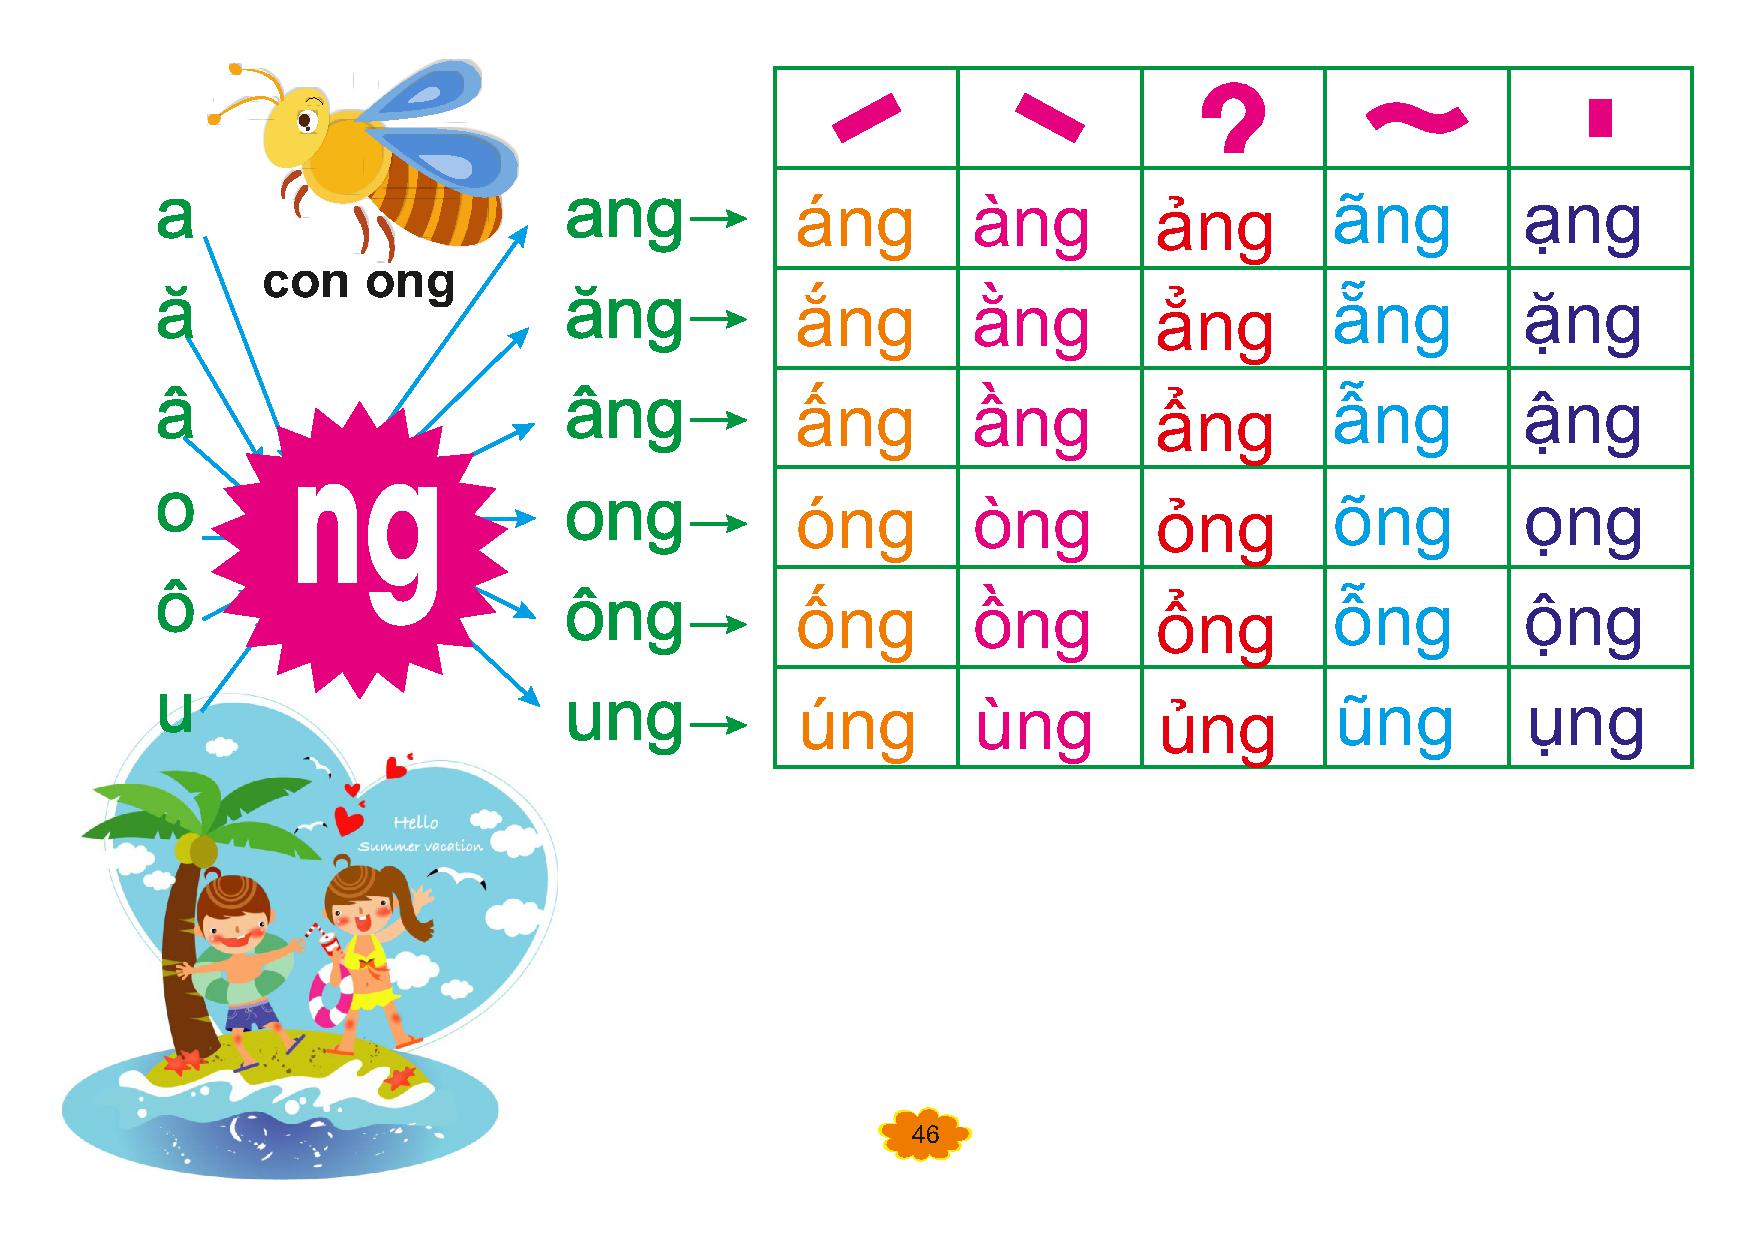 con ong
a
ă
â
o
ô
u
ng
ang
ăng
âng
ong
ông
ung
áng àng ảng ãng ạng
ắng ằng ẳng ẵng ặng
ấng ầng ẩng ẫng ậng
óng òng ỏng õng ọng
ống ồng ổng ỗng ộng
úng ùng ủng ũng ụng
Hello
Summer vacation
46